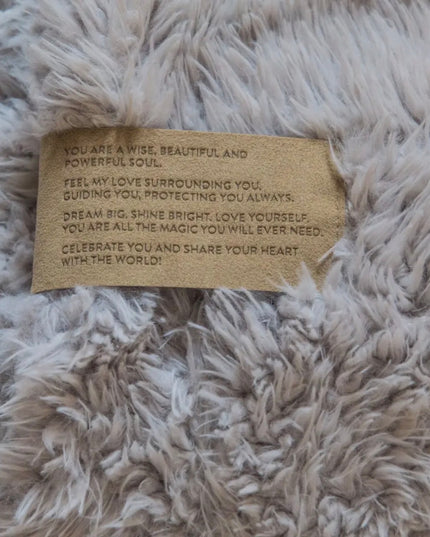 YOU ARE A WISE, BEAUTIFUL AND
POWERFUL SOUL.
FEEL MY LOVE SURROUNDING YOU,
GUIDING YOU, PROTECTING YOU ALWAYS.
DREAM BIG. SHINE BRIGHT. LOVE YOURSELF,
YOU ARE ALL THE MAGIC YOU WILL EVER NEED.
CELEBRATE YOU AND SHARE YOUR HEART
WITH THE WORLD!